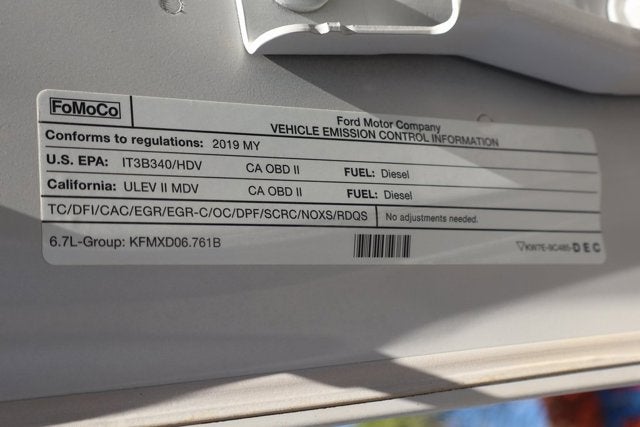 FoMoCo
Ford Motor Company
VEHICLE EMISSION CONTROL INFORMATION
Conforms to regulations: 2019 MY
U.S. EPA: IT3B340/HDV CA OBD II FUEL: Diesel
California: ULEV II MDV CA OBD II FUEL: Diesel
TC/DFI/CAC/EGR/EGR-C/OC/DPF/SCRC/NOXS/RDQS No adjustments needed.
6.7L-Group: KFMXD06.761B KW7E-9C485-DEC